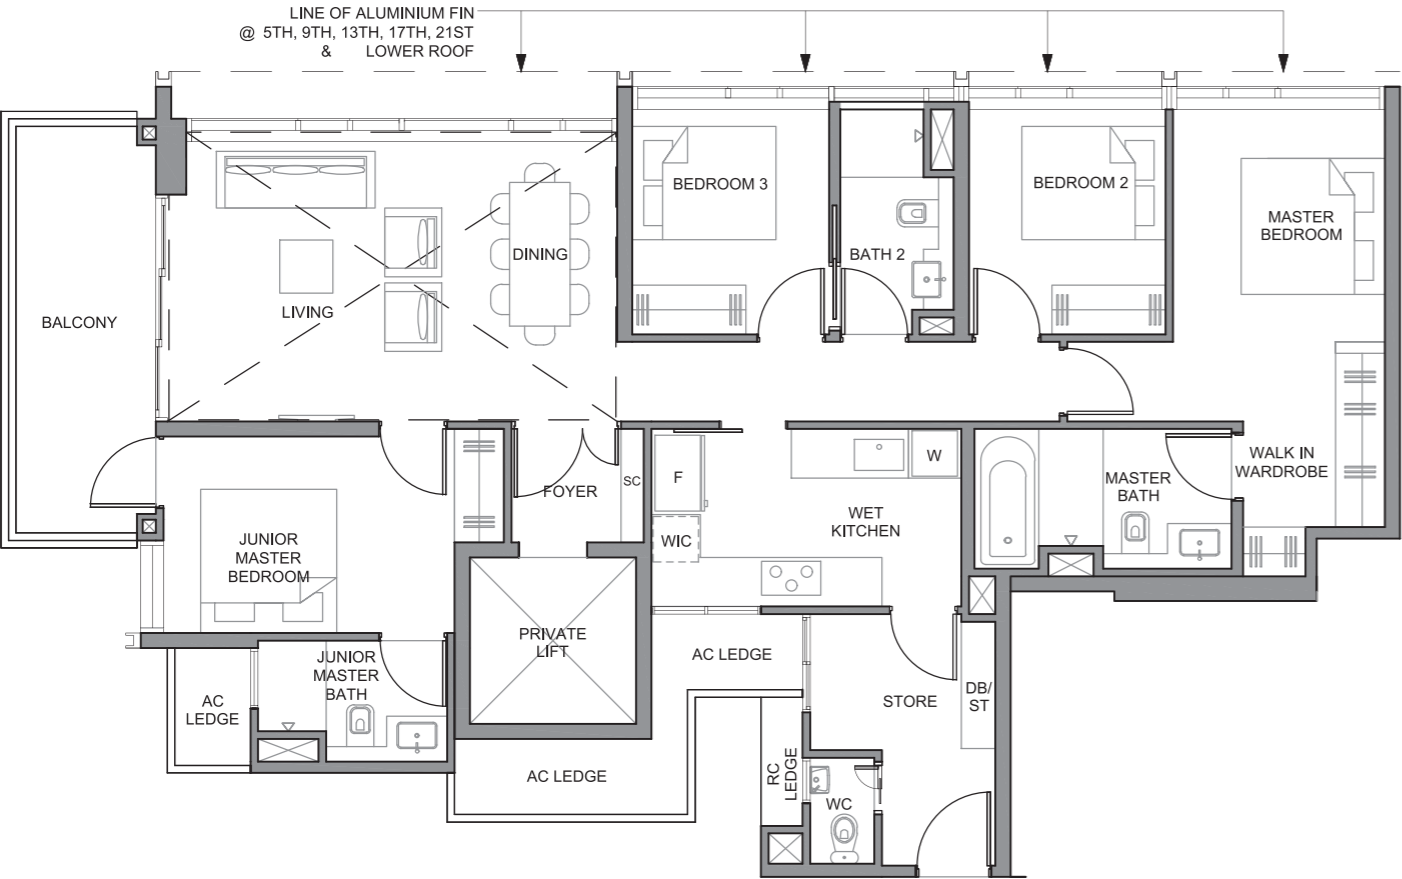 LINE OF ALUMINIUM FIN
@ 5TH, 9TH, 13TH, 17TH, 21ST
& LOWER ROOF
BEDROOM 3
BEDROOM 2
MASTER
BEDROOM
BATH 2
DINING
LIVING
BALCONY
WALK IN
WARDROBE
MASTER
BATH
W
F
SC
FOYER
WET
KITCHEN
WIC
JUNIOR
MASTER
BEDROOM
PRIVATE
LIFT
AC LEDGE
JUNIOR
MASTER
BATH
AC
LEDGE
STORE
DB/
ST
AC LEDGE
RC
LEDGE
WC